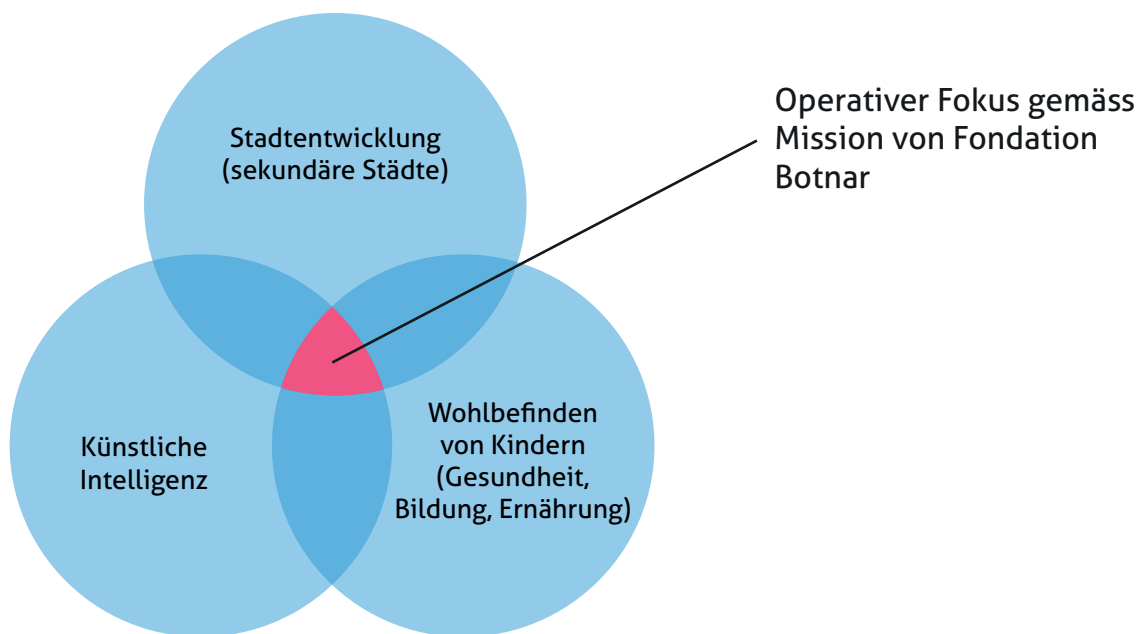 Stadtentwicklung
(sekundäre Städte)
Operativer Fokus gemäss
Mission von Fondation
Botnar
Künstliche
Intelligenz
Wohlbefinden
von Kindern
(Gesundheit,
Bildung, Ernährung)